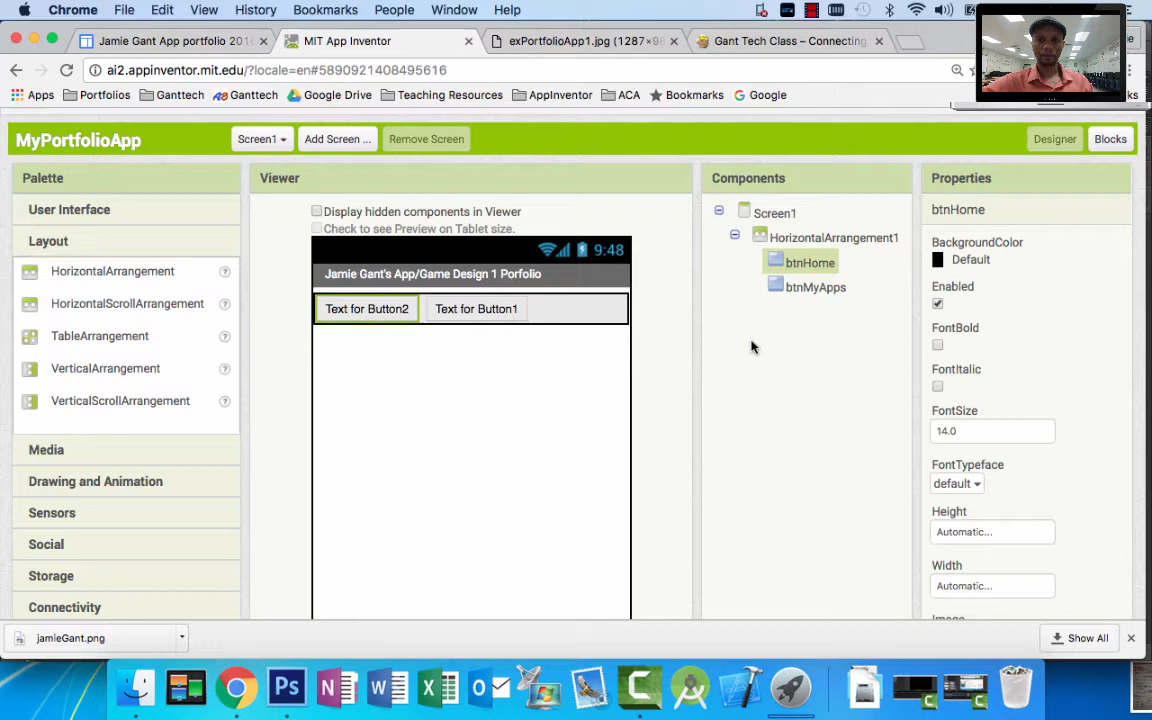 Chrome File Edit View History Bookmarks People Window Help
Jamie Gant App portfolio 2016
MIT App Inventor
exPortfolioApp1.jpg (1287×98
Gant Tech Class – Connecting
ai2.appinventor.mit.edu/?locale=en#5890921408495616
Apps Portfolios Ganttech Ganttech Google Drive Teaching Resources AppInventor ACA Bookmarks Google
MyPortfolioApp
Screen1 Add Screen ... Remove Screen
Designer Blocks
Palette
User Interface
Layout
HorizontalArrangement
HorizontalScrollArrangement
TableArrangement
VerticalArrangement
VerticalScrollArrangement
Media
Drawing and Animation
Sensors
Social
Storage
Connectivity
Viewer
Display hidden components in Viewer
Check to see Preview on Tablet size.
9:48
Jamie Gant's App/Game Design 1 Porfolio
Text for Button2 Text for Button1
Components
Screen1
HorizontalArrangement1
btnHome
btnMyApps
Properties
btnHome
BackgroundColor
Default
Enabled
FontBold
FontItalic
FontSize
14.0
FontTypeface
default
Height
Automatic...
Width
Automatic...
Image
jamieGant.png
Show All